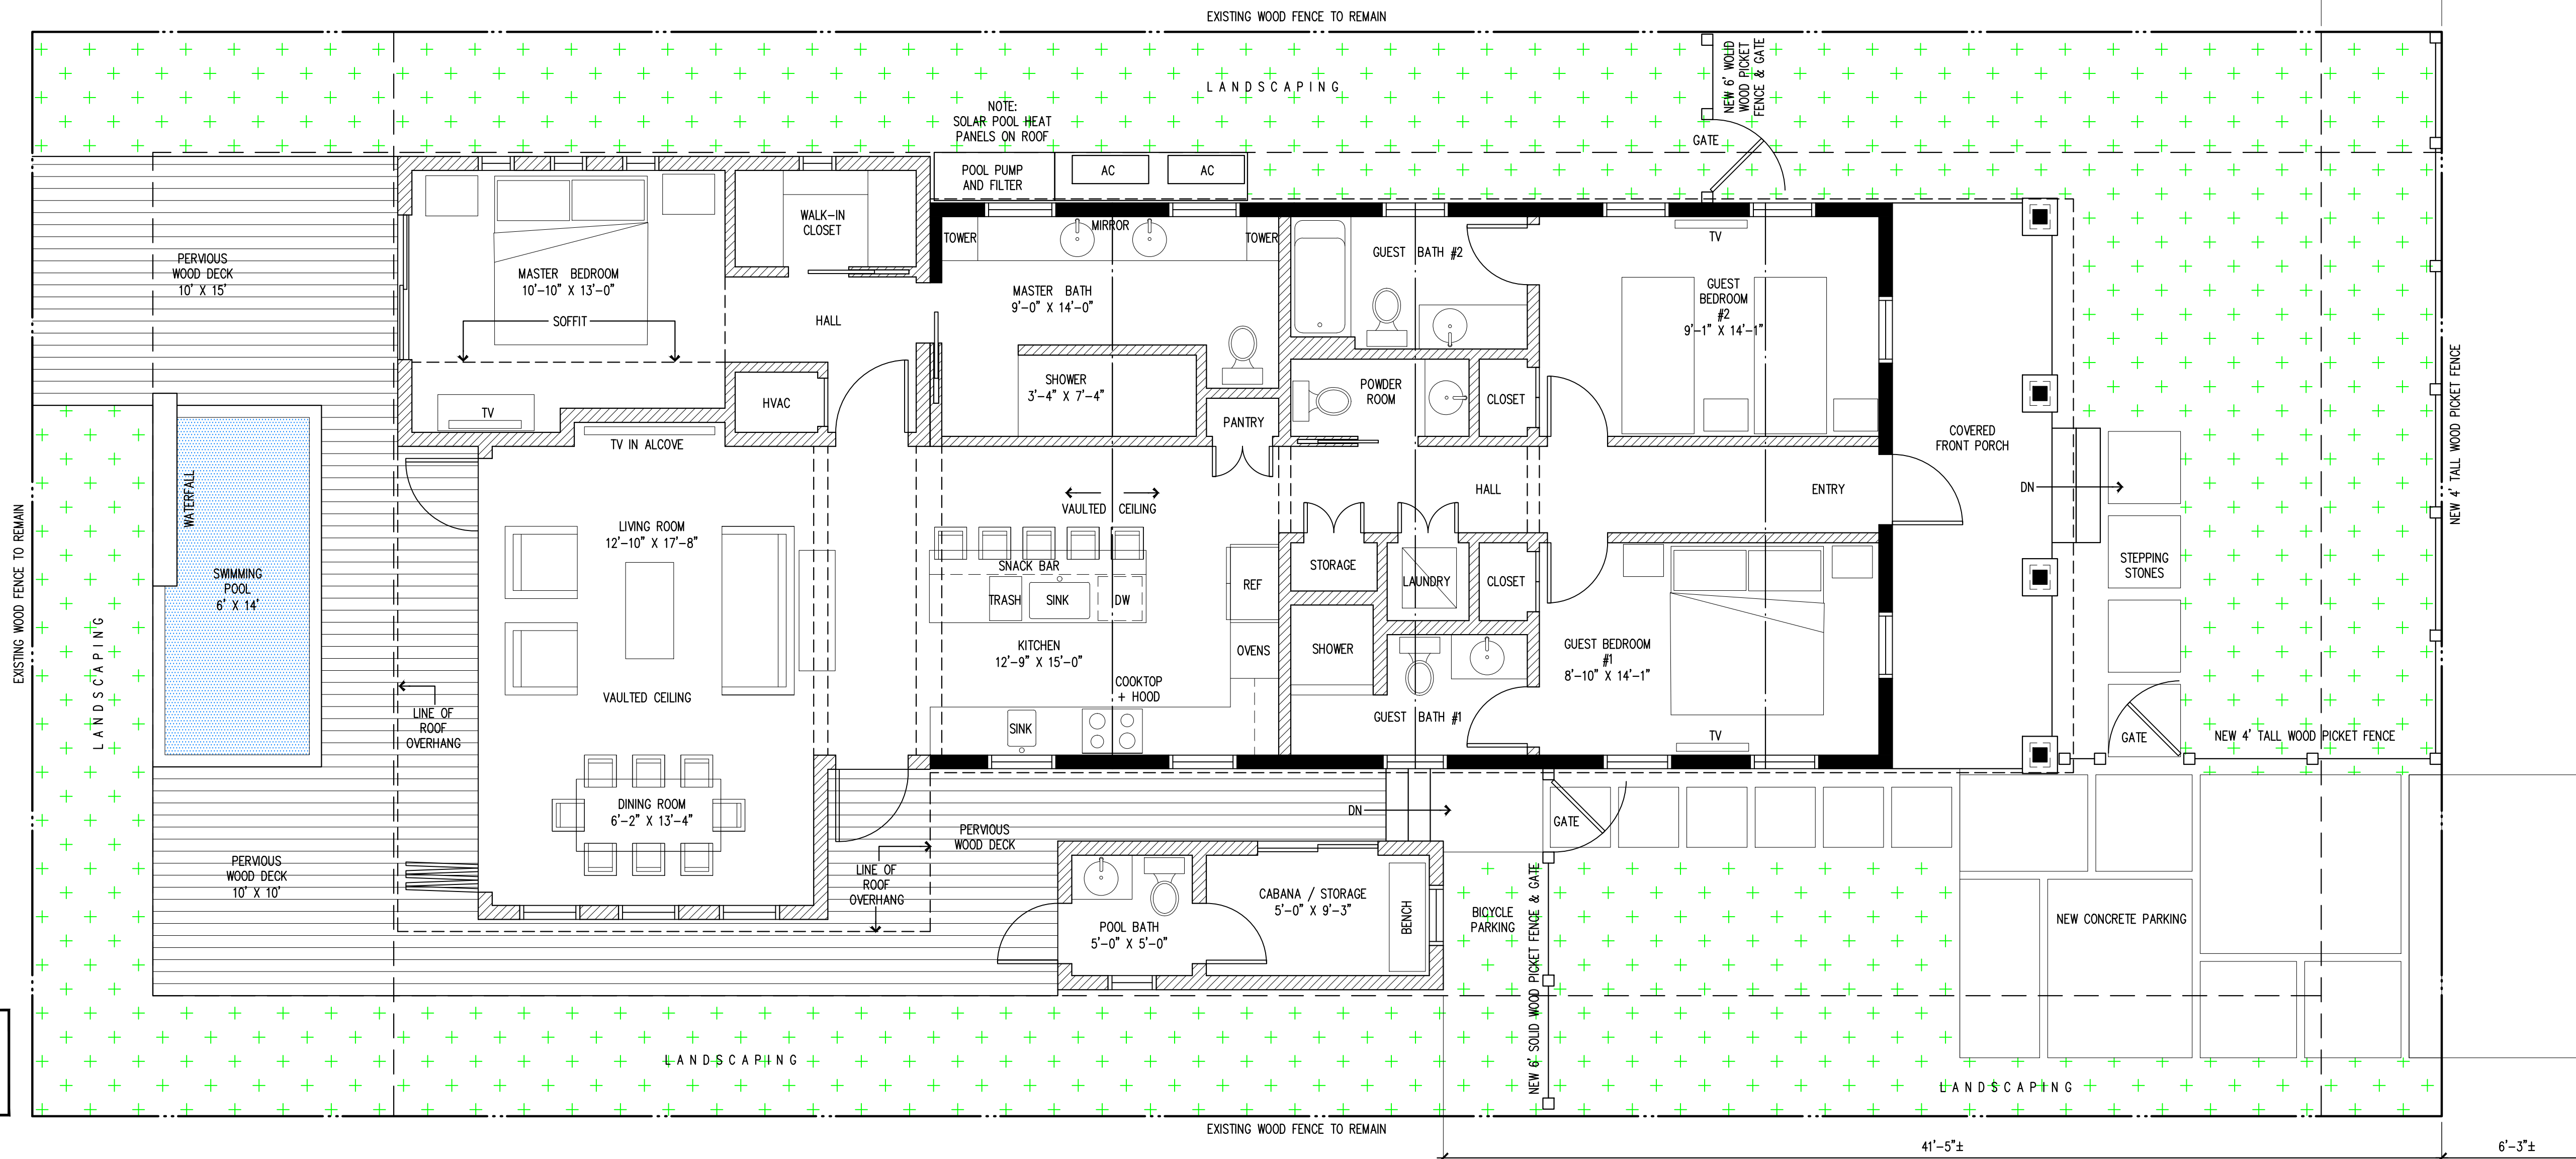 EXISTING WOOD FENCE TO REMAIN
LANDSCAPING
NEW 6' WOLID
WOOD PICKET
FENCE & GATE
GATE
NOTE:
SOLAR POOL HEAT
PANELS ON ROOF
POOL PUMP
AND FILTER
AC
AC
WALK-IN
CLOSET
TOWER
MIRROR
TOWER
GUEST BATH #2
TV
PERVIOUS
WOOD DECK
10' X 15'
MASTER BEDROOM
10'-10" X 13'-0"
SOFFIT
HALL
MASTER BATH
9'-0" X 14'-0"
GUEST
BEDROOM
#2
9'-1" X 14'-1"
SHOWER
3'-4" X 7'-4"
POWDER
ROOM
CLOSET
HVAC
TV
PANTRY
TV IN ALCOVE
COVERED
FRONT PORCH
NEW 4' TALL WOOD PICKET FENCE
WATERFALL
VAULTED CEILING
HALL
ENTRY
DN
LIVING ROOM
12'-10" X 17'-8"
EXISTING WOOD FENCE TO REMAIN
SWIMMING
POOL
6' X 14'
LANDSCAPING
SNACK BAR
TRASH
SINK
DW
REF
STORAGE
LAUNDRY
CLOSET
STEPPING
STONES
KITCHEN
12'-9" X 15'-0"
OVENS
SHOWER
GUEST BEDROOM
#1
8'-10" X 14'-1"
VAULTED CEILING
COOKTOP
+ HOOD
LINE OF
ROOF
OVERHANG
SINK
GUEST BATH #1
TV
GATE
NEW 4' TALL WOOD PICKET FENCE
DINING ROOM
6'-2" X 13'-4"
PERVIOUS
WOOD DECK
DN
GATE
PERVIOUS
WOOD DECK
10' X 10'
LINE OF
ROOF
OVERHANG
CABANA / STORAGE
5'-0" X 9'-3"
BENCH
POOL BATH
5'-0" X 5'-0"
BICYCLE
PARKING
NEW 6' SOLID WOOD PICKET FENCE & GATE
NEW CONCRETE PARKING
LANDSCAPING
LANDSCAPING
EXISTING WOOD FENCE TO REMAIN
41'-5"±
6'-3"±